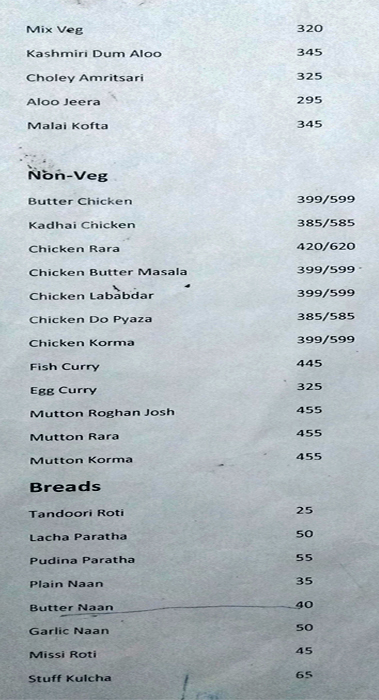 Mix Veg 320
Kashmiri Dum Aloo 345
Choley Amritsari 325
Aloo Jeera 295
Malai Kofta 345
Non-Veg
Butter Chicken 399/599
Kadhai Chicken 385/585
Chicken Rara 420/620
Chicken Butter Masala 399/599
Chicken Lababdar 399/599
Chicken Do Pyaza 385/585
Chicken Korma 399/599
Fish Curry 445
Egg Curry 325
Mutton Roghan Josh 455
Mutton Rara 455
Mutton Korma 455
Breads
Tandoori Roti 25
Lacha Paratha 50
Pudina Paratha 55
Plain Naan 35
Butter Naan 40
Garlic Naan 50
Missi Roti 45
Stuff Kulcha 65